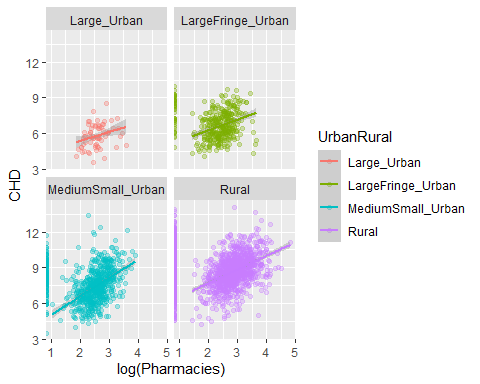 Large_Urban
LargeFringe_Urban
12
9
6
3
MediumSmall_Urban
Rural
12
9
6
3
1
2
3
4
5
1
2
3
4
5
CHD
log(Pharmacies)
UrbanRural
Large_Urban
LargeFringe_Urban
MediumSmall_Urban
Rural